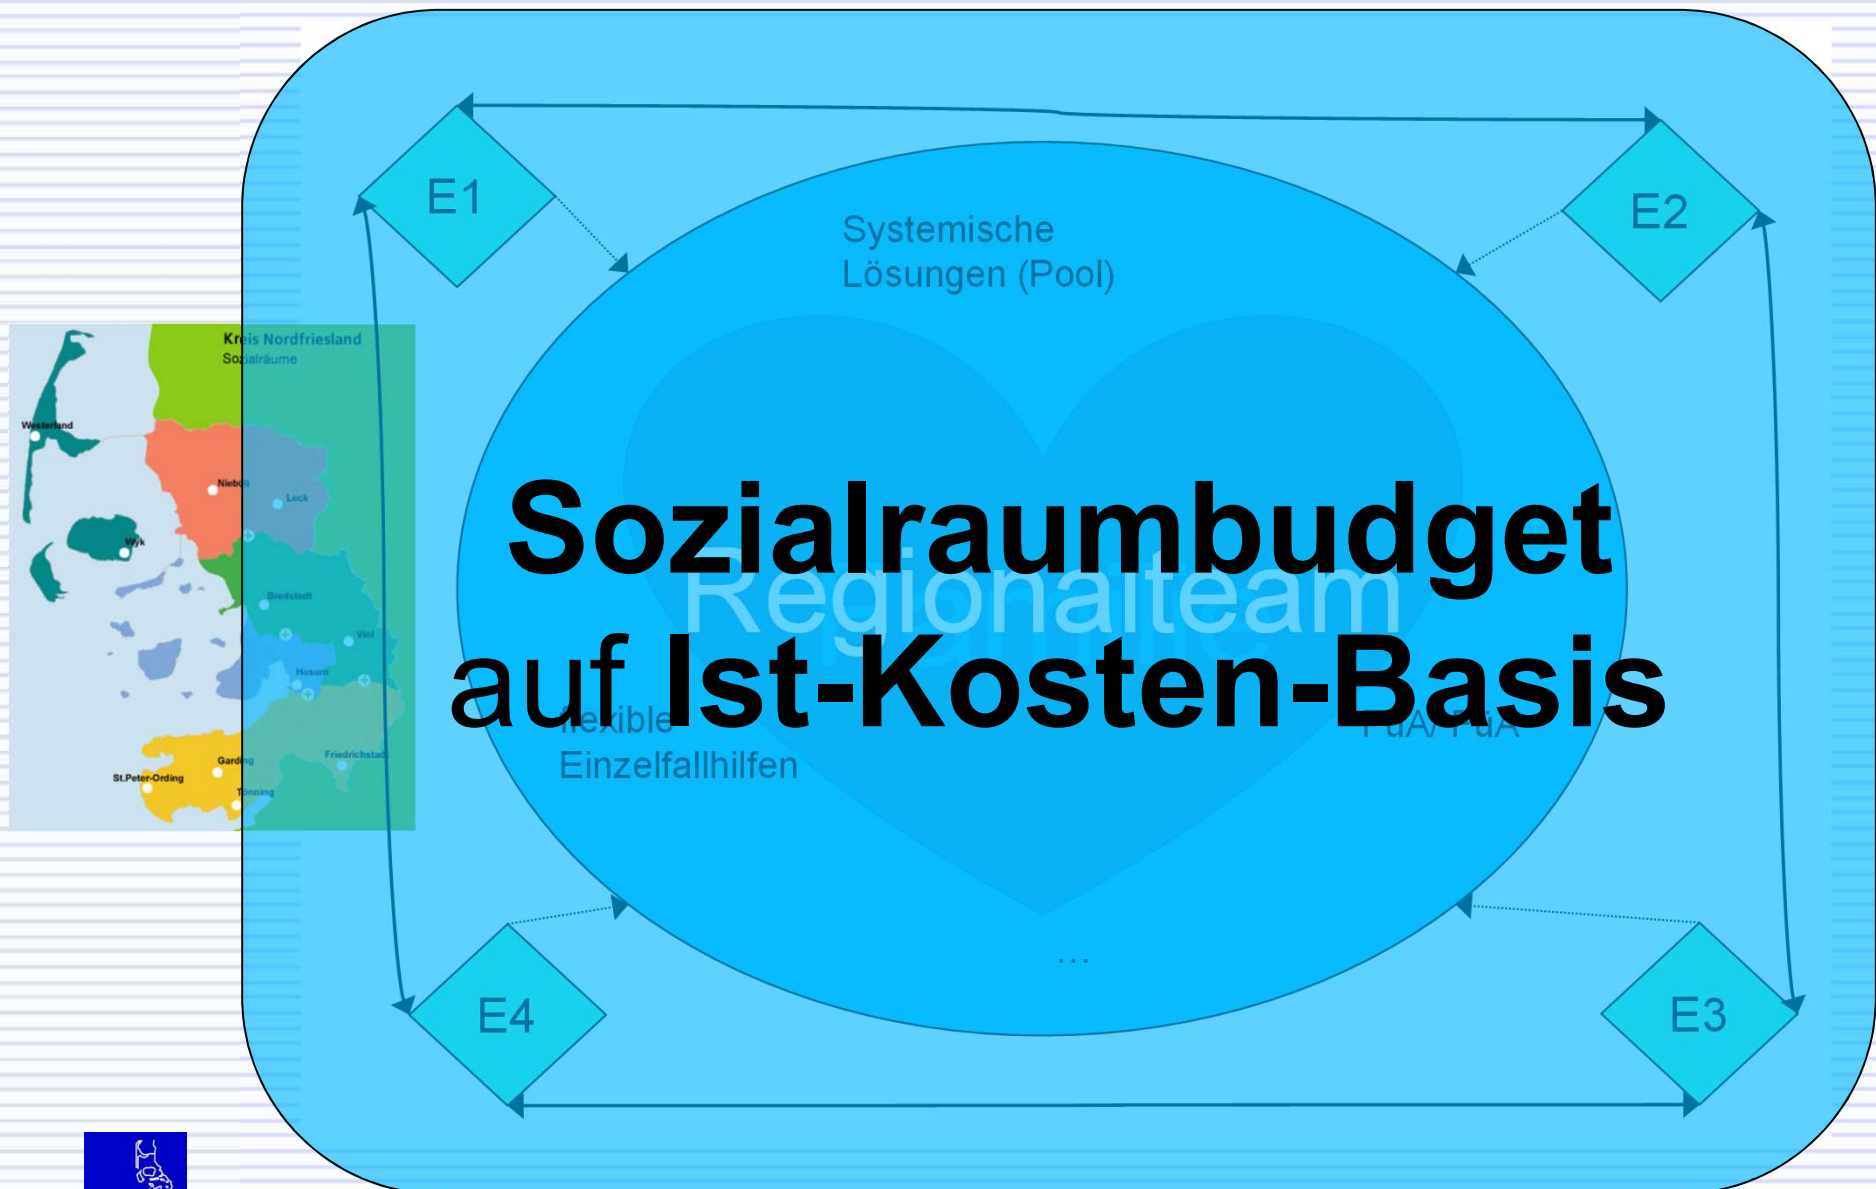 E1
E2
Systemische
Lösungen (Pool)
Kreis Nordfriesland
Sozialräume
Westerland
Niebüll
Leck
Wyk
Bredstedt
Viöl
Husum
Garding
Friedrichstadt
St.Peter-Ording
Tönning
Sozialraumbudget
Regionalteam
auf Ist-Kosten-Basis
flexible
Einzelfallhilfen
FüA
...
E4
E3